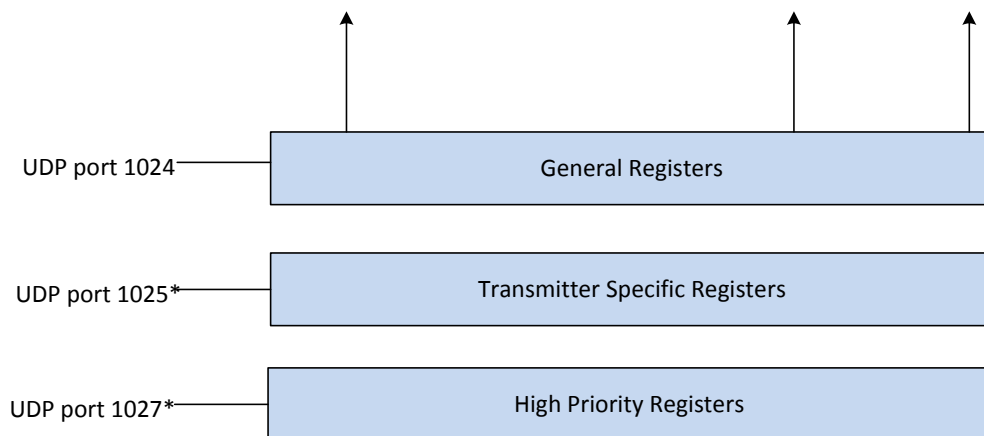 UDP port 1024
General Registers
UDP port 1025*
Transmitter Specific Registers
UDP port 1027*
High Priority Registers